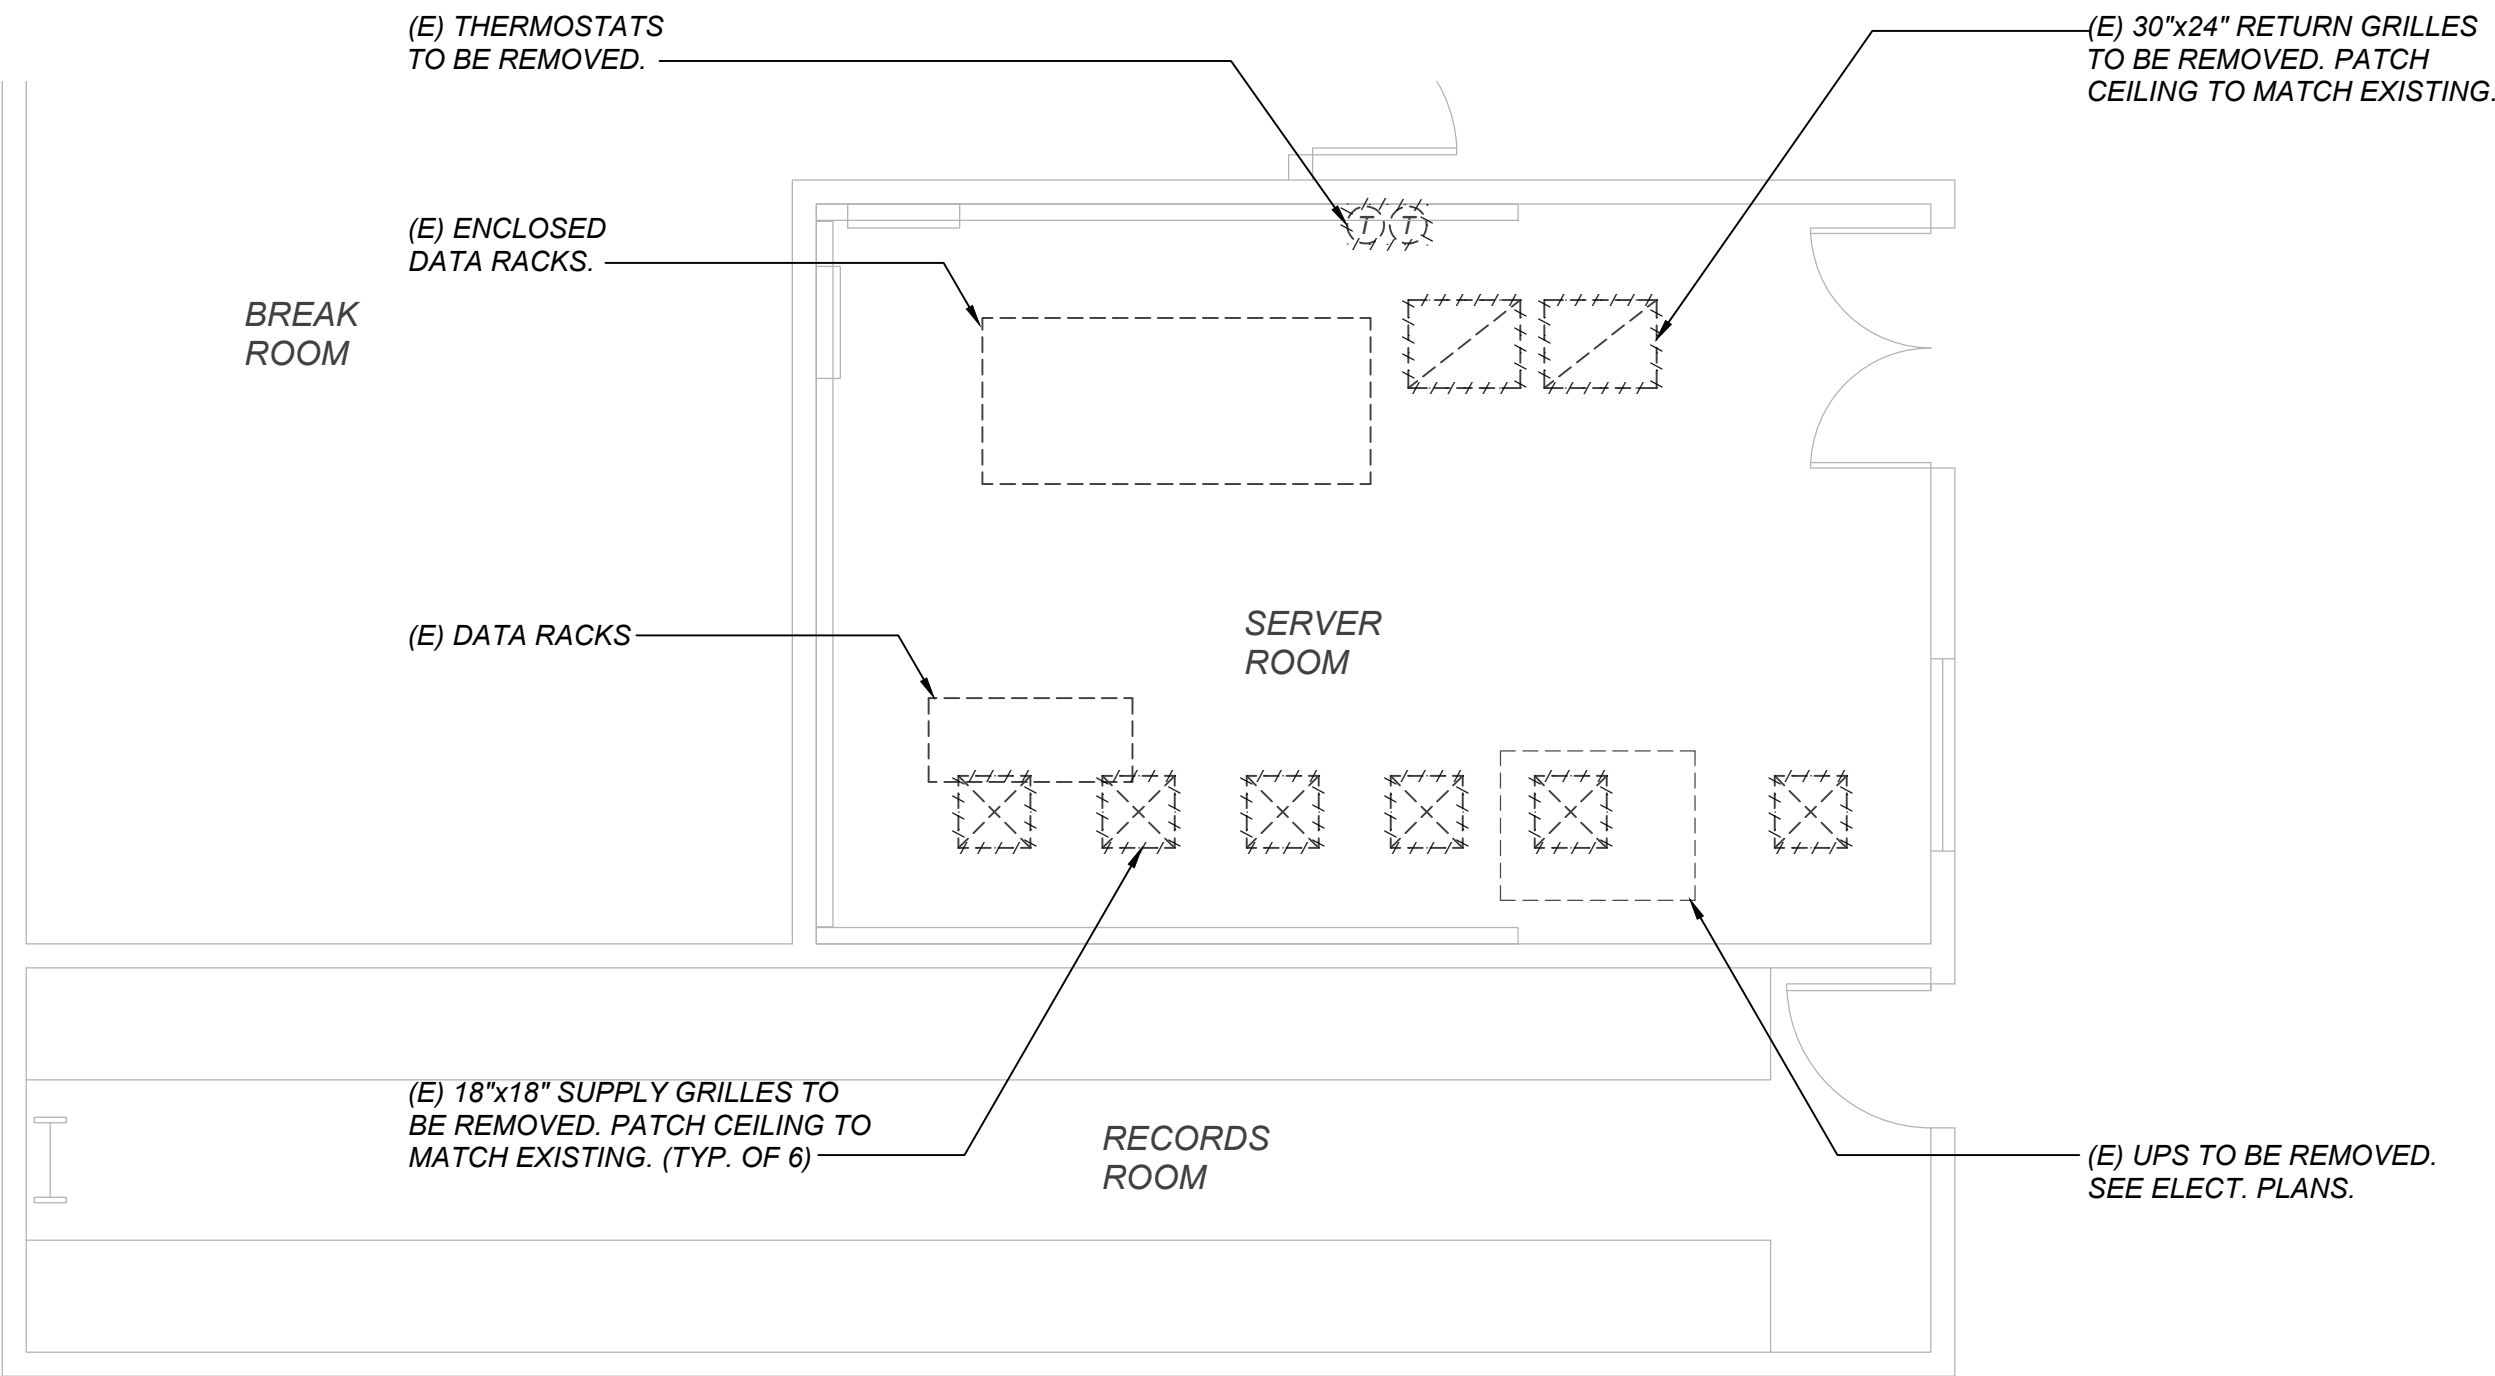 (E) THERMOSTATS
TO BE REMOVED.
(E) 30"x24" RETURN GRILLES
TO BE REMOVED. PATCH
CEILING TO MATCH EXISTING.
T T
(E) ENCLOSED
DATA RACKS.
BREAK
ROOM
(E) DATA RACKS
SERVER
ROOM
(E) 18"x18" SUPPLY GRILLES TO
BE REMOVED. PATCH CEILING TO
MATCH EXISTING. (TYP. OF 6)
RECORDS
ROOM
(E) UPS TO BE REMOVED.
SEE ELECT. PLANS.